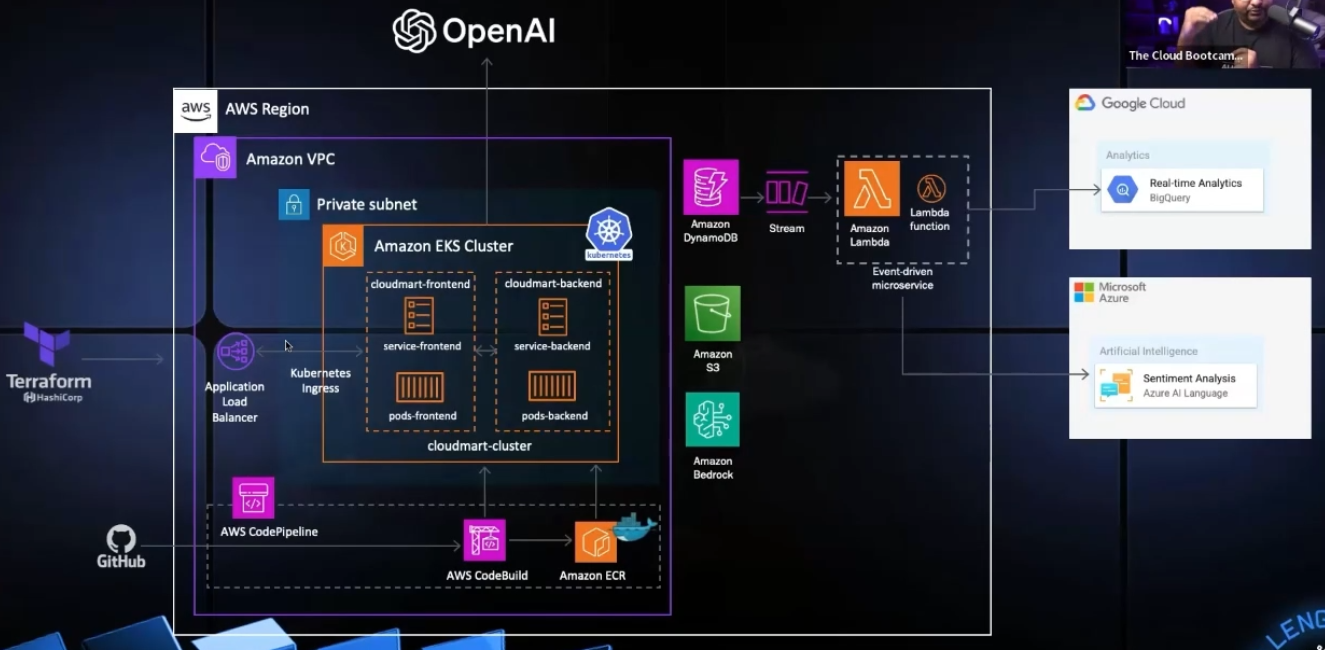 OpenAI
The Cloud Bootcam...
aws
AWS Region
Google Cloud
Amazon VPC
Analytics
Real-time Analytics
BigQuery
Private subnet
Amazon EKS Cluster
kubernetes
Amazon
DynamoDB
Stream
Amazon
Lambda
Lambda
function
Event-driven
microservice
cloudmart-frontend
cloudmart-backend
service-frontend
service-backend
pods-frontend
pods-backend
cloudmart-cluster
Microsoft
Azure
Artificial Intelligence
Sentiment Analysis
Azure AI Language
Amazon
S3
Amazon
Bedrock
Terraform
HashiCorp
Application
Load
Balancer
Kubernetes
Ingress
AWS CodePipeline
GitHub
AWS CodeBuild
Amazon ECR
LENG